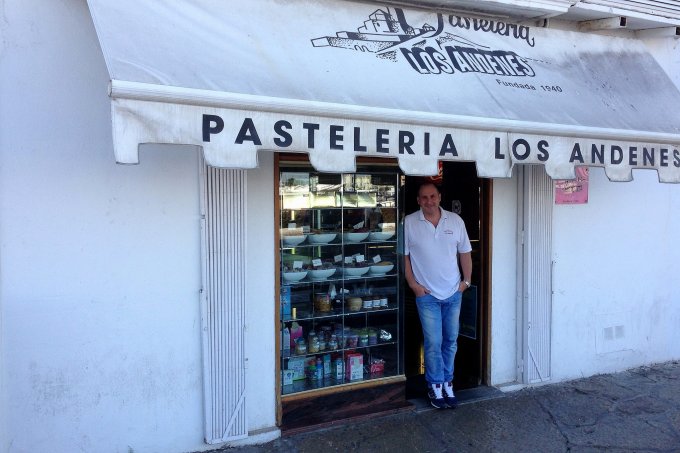 Pasteleria
LOS ANDENES
Fundada 1940
PASTELERIA LOS ANDENES